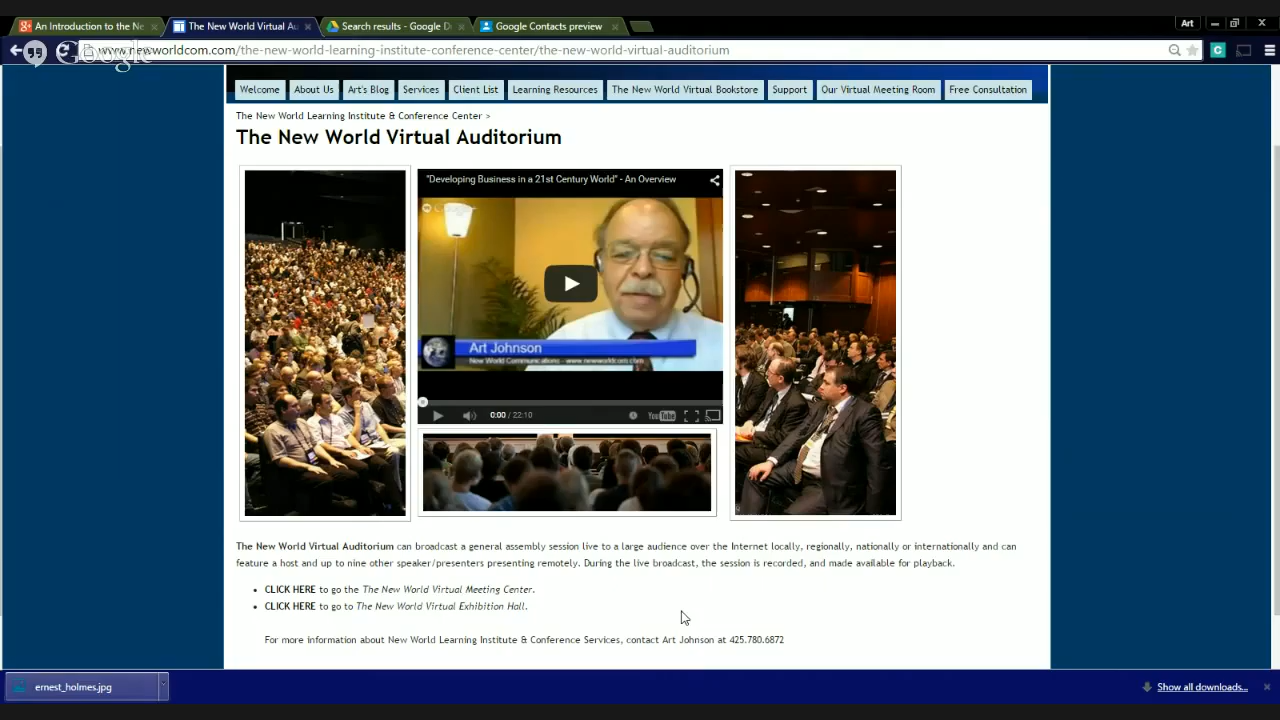 An Introduction to the Ne
The New World Virtual Au
Search results - Google D
Google Contacts preview
Art
www.newworldcom.com/the-new-world-learning-institute-conference-center/the-new-world-virtual-auditorium
Google
Welcome
About Us
Art's Blog
Services
Client List
Learning Resources
The New World Virtual Bookstore
Support
Our Virtual Meeting Room
Free Consultation
The New World Learning Institute & Conference Center >
The New World Virtual Auditorium
"Developing Business in a 21st Century World" - An Overview
Art Johnson
New World Communications - www.newworldcom.com
0:00 / 22:10
YouTube
The New World Virtual Auditorium can broadcast a general assembly session live to a large audience over the Internet locally, regionally, nationally or internationally and can
feature a host and up to nine other speaker/presenters presenting remotely. During the live broadcast, the session is recorded, and made available for playback.
• CLICK HERE to go the The New World Virtual Meeting Center.
• CLICK HERE to go to The New World Virtual Exhibition Hall.
For more information about New World Learning Institute & Conference Services, contact Art Johnson at 425.780.6872
ernest_holmes.jpg
Show all downloads...